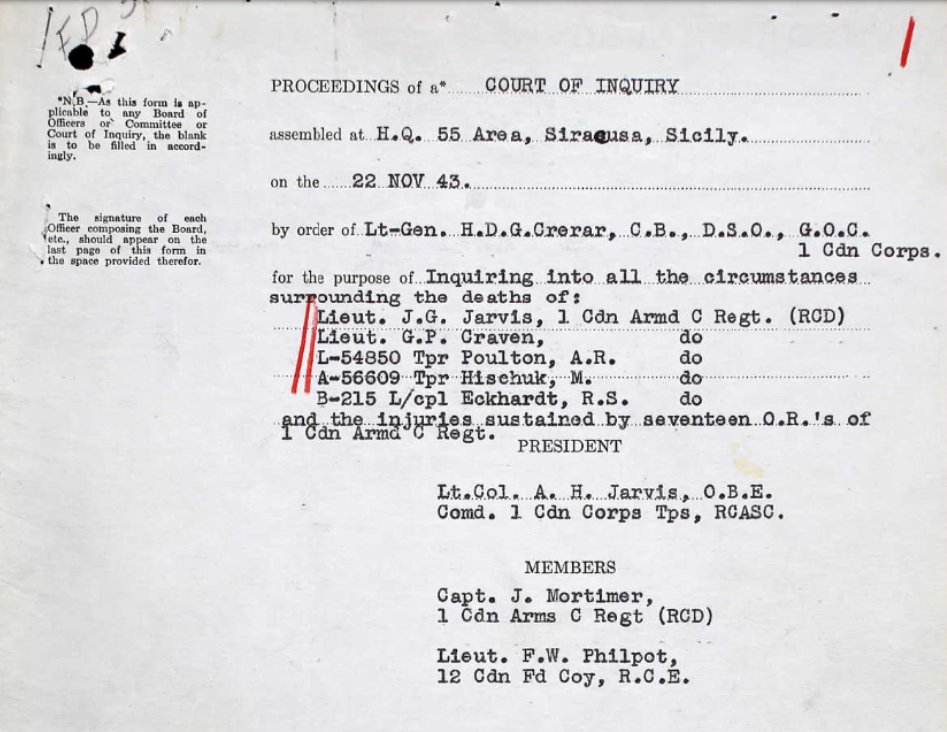 PROCEEDINGS of a* COURT OF INQUIRY
*N.B.—As this form is ap-
plicable to any Board of
Officers or Committee or
Court of Inquiry, the blank
is to be filled in accord-
ingly.
assembled at H.Q. 55 Area, Siracusa, Sicily.
on the 22 NOV 43.
The signature of each
Officer composing the Board,
etc., should appear on the
last page of this form in
the space provided therefor.
by order of Lt-Gen. H.D.G.Crerar, C.B., D.S.O., G.O.C.
1 Cdn Corps.
for the purpose of Inquiring into all the circumstances
surrounding the deaths of:
Lieut. J.G. Jarvis, 1 Cdn Armd C Regt. (RCD)
Lieut. G.P. Craven, do
L-54850 Tpr Poulton, A.R. do
A-56609 Tpr Hischuk, M. do
B-215 L/cpl Eckhardt, R.S. do
and the injuries sustained by seventeen O.R.'s of
1 Cdn Armd C Regt.
PRESIDENT
Lt.Col. A. H. Jarvis, O.B.E.
Comd. 1 Cdn Corps Tps, RCASC.
MEMBERS
Capt. J. Mortimer,
1 Cdn Arms C Regt (RCD)
Lieut. F.W. Philpot,
12 Cdn Fd Coy, R.C.E.